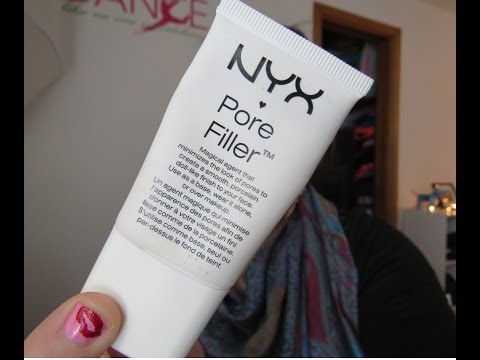 DANCE
NYX
Pore
Filler™
Magical agent that
minimizes the look of pores to
create a smooth, porcelain
doll-like finish to your face.
Use as a base, wear it alone,
or over makeup.
Un agent magique qui minimise
l'apparence des pores afin de
donner à votre visage un fini
lisse comme de la porcelaine.
S'utilise comme base, seul ou
par-dessus le fond de teint.